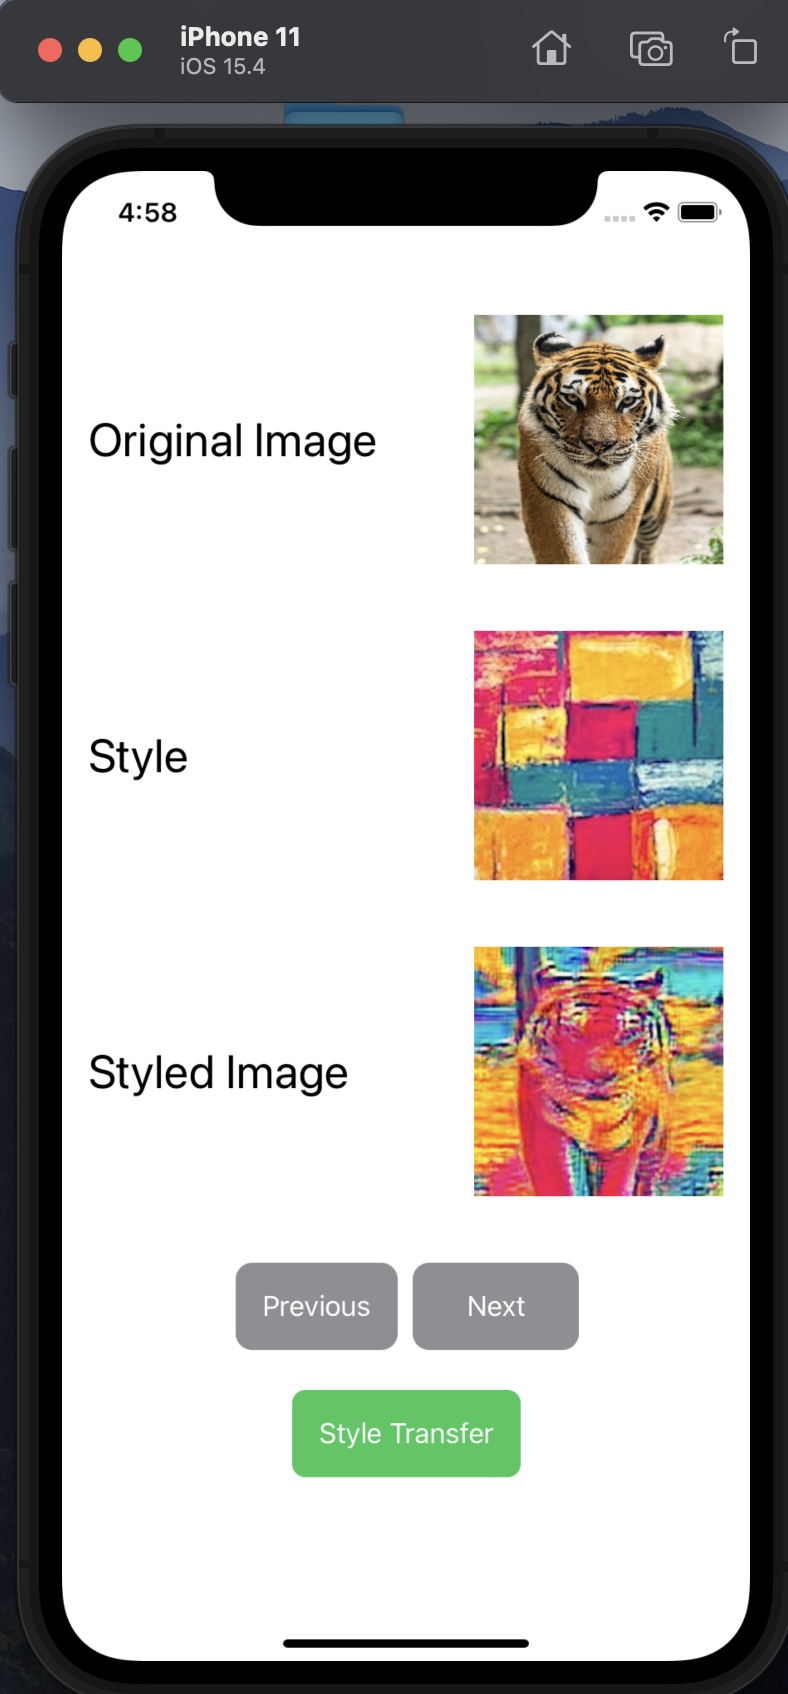 iPhone 11
iOS 15.4
4:58
Original Image
Style
Styled Image
Previous Next
Style Transfer